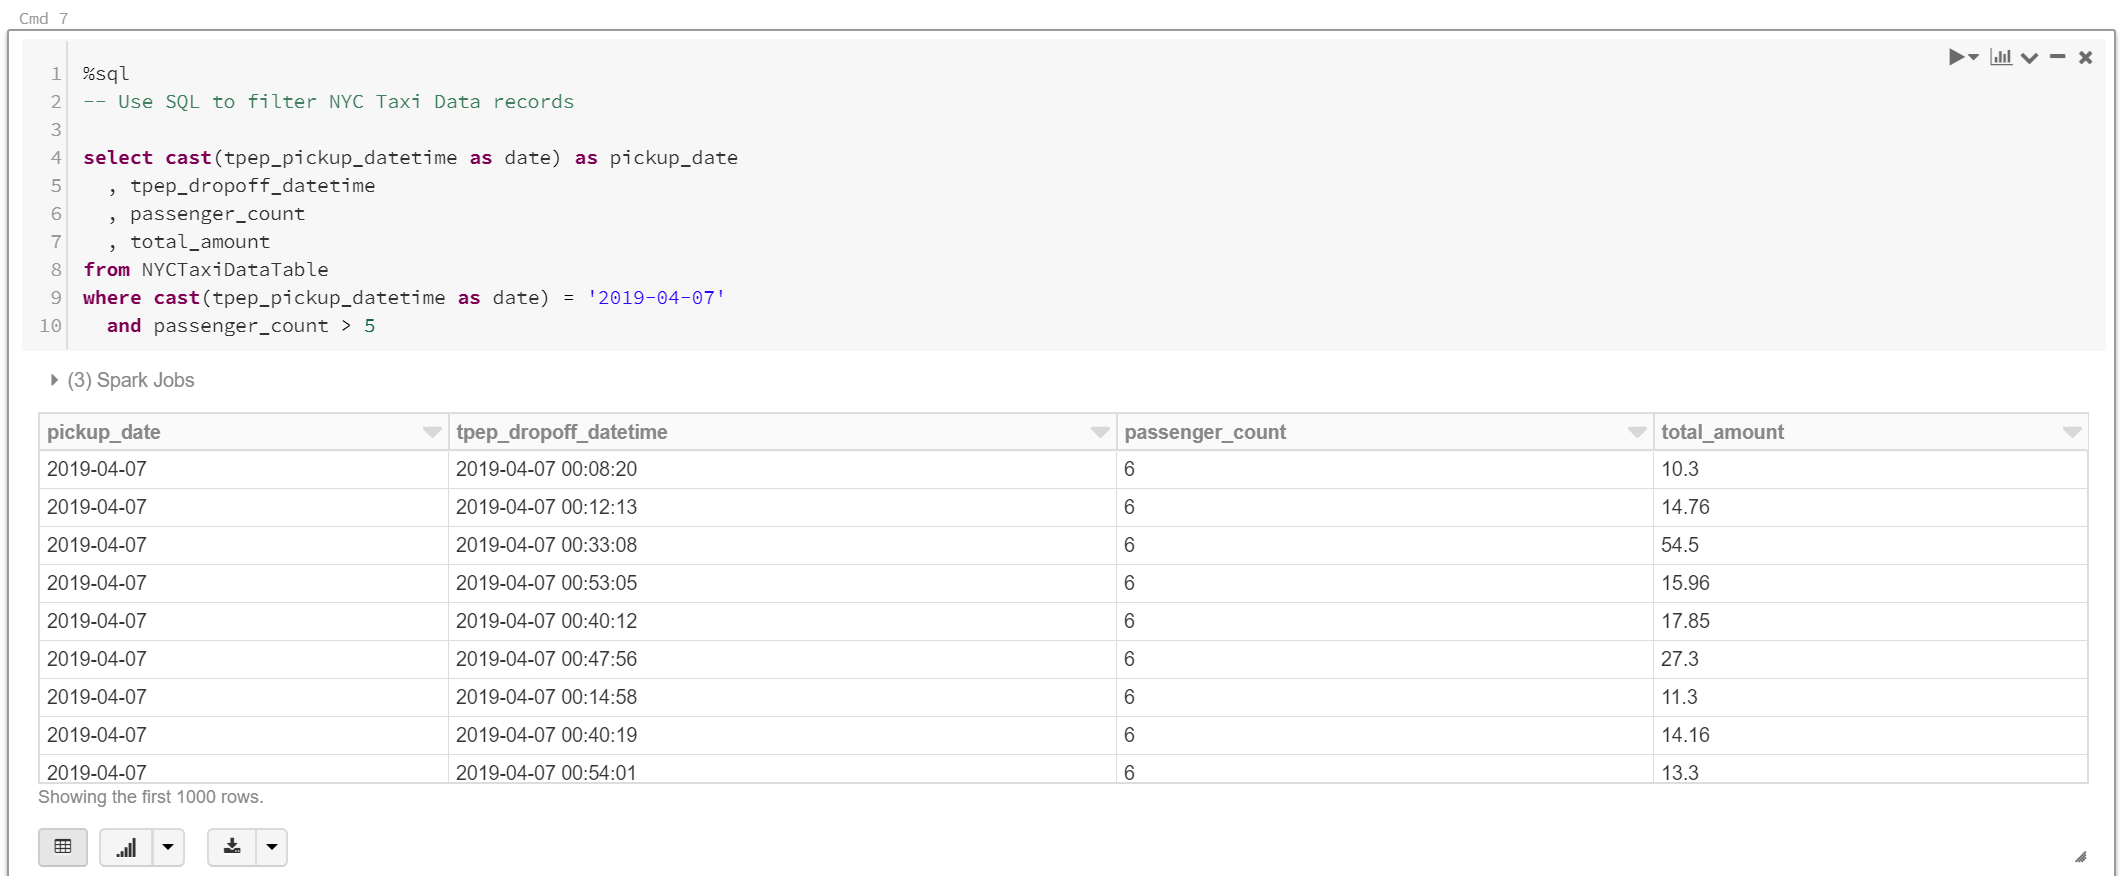 Cmd 7
1 %sql
2 -- Use SQL to filter NYC Taxi Data records
3
4 select cast(tpep_pickup_datetime as date) as pickup_date
5 , tpep_dropoff_datetime
6 , passenger_count
7 , total_amount
8 from NYCTaxiDataTable
9 where cast(tpep_pickup_datetime as date) = '2019-04-07'
10 and passenger_count > 5
(3) Spark Jobs
pickup_date tpep_dropoff_datetime passenger_count total_amount
2019-04-07 2019-04-07 00:08:20 6 10.3
2019-04-07 2019-04-07 00:12:13 6 14.76
2019-04-07 2019-04-07 00:33:08 6 54.5
2019-04-07 2019-04-07 00:53:05 6 15.96
2019-04-07 2019-04-07 00:40:12 6 17.85
2019-04-07 2019-04-07 00:47:56 6 27.3
2019-04-07 2019-04-07 00:14:58 6 11.3
2019-04-07 2019-04-07 00:40:19 6 14.16
2019-04-07 2019-04-07 00:54:01 6 13.3
Showing the first 1000 rows.